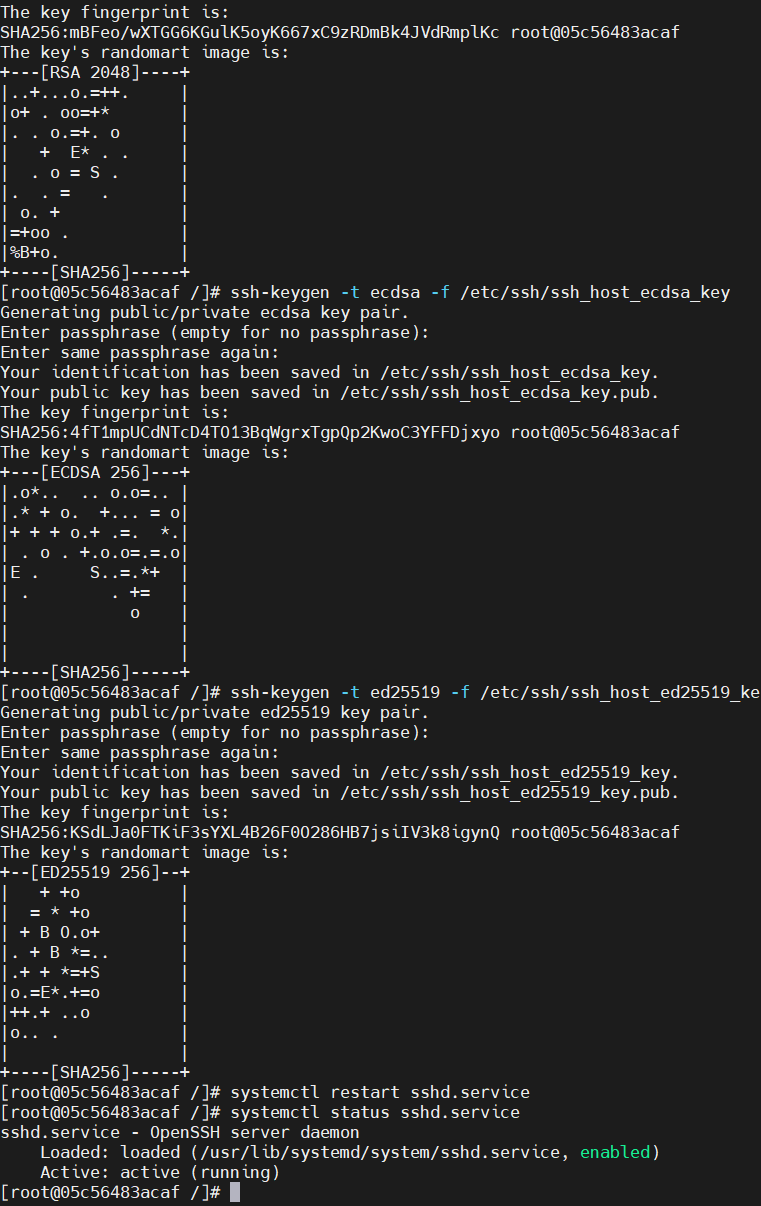 The key fingerprint is:
SHA256:mBFeo/wXTGG6KGulK5oyK667xC9zRDmBk4JVdRmplKc root@05c56483acaf
The key's randomart image is:
+---[RSA 2048]----+
|..+...o.=++.     |
|o+ . oo=+*       |
|. . o.=+. o      |
|   +  E* . .     |
|  . o = S .      |
|.  . =   .       |
| o. +            |
|=+oo .           |
|%B+o.            |
+----[SHA256]-----+
[root@05c56483acaf /]# ssh-keygen -t ecdsa -f /etc/ssh/ssh_host_ecdsa_key
Generating public/private ecdsa key pair.
Enter passphrase (empty for no passphrase):
Enter same passphrase again:
Your identification has been saved in /etc/ssh/ssh_host_ecdsa_key.
Your public key has been saved in /etc/ssh/ssh_host_ecdsa_key.pub.
The key fingerprint is:
SHA256:4fT1mpUCdNTcD4TO13BqWgrxTgpQp2KwoC3YFFDjxyo root@05c56483acaf
The key's randomart image is:
+---[ECDSA 256]---+
|.o*..  .. o.o=.. |
|.* + o.  +... = o|
|+ + + o.+ .=.  *.|
| . o . +.o.o=.=.o|
|E .     S..=.*+  |
| .        . +=   |
|            o    |
|                 |
|                 |
+----[SHA256]-----+
[root@05c56483acaf /]# ssh-keygen -t ed25519 -f /etc/ssh/ssh_host_ed25519_ke
Generating public/private ed25519 key pair.
Enter passphrase (empty for no passphrase):
Enter same passphrase again:
Your identification has been saved in /etc/ssh/ssh_host_ed25519_key.
Your public key has been saved in /etc/ssh/ssh_host_ed25519_key.pub.
The key fingerprint is:
SHA256:KSdLJa0FTKiF3sYXL4B26F0O286HB7jsiIV3k8igynQ root@05c56483acaf
The key's randomart image is:
+--[ED25519 256]--+
|   + +o          |
|  = * +o         |
| + B O.o+        |
|. + B *=..       |
|.+ + *=+S        |
|o.=E*.+=o        |
|++.+ ..o         |
|o.. .            |
|                 |
+----[SHA256]-----+
[root@05c56483acaf /]# systemctl restart sshd.service
[root@05c56483acaf /]# systemctl status sshd.service
sshd.service - OpenSSH server daemon
    Loaded: loaded (/usr/lib/systemd/system/sshd.service, enabled)
    Active: active (running)
[root@05c56483acaf /]#